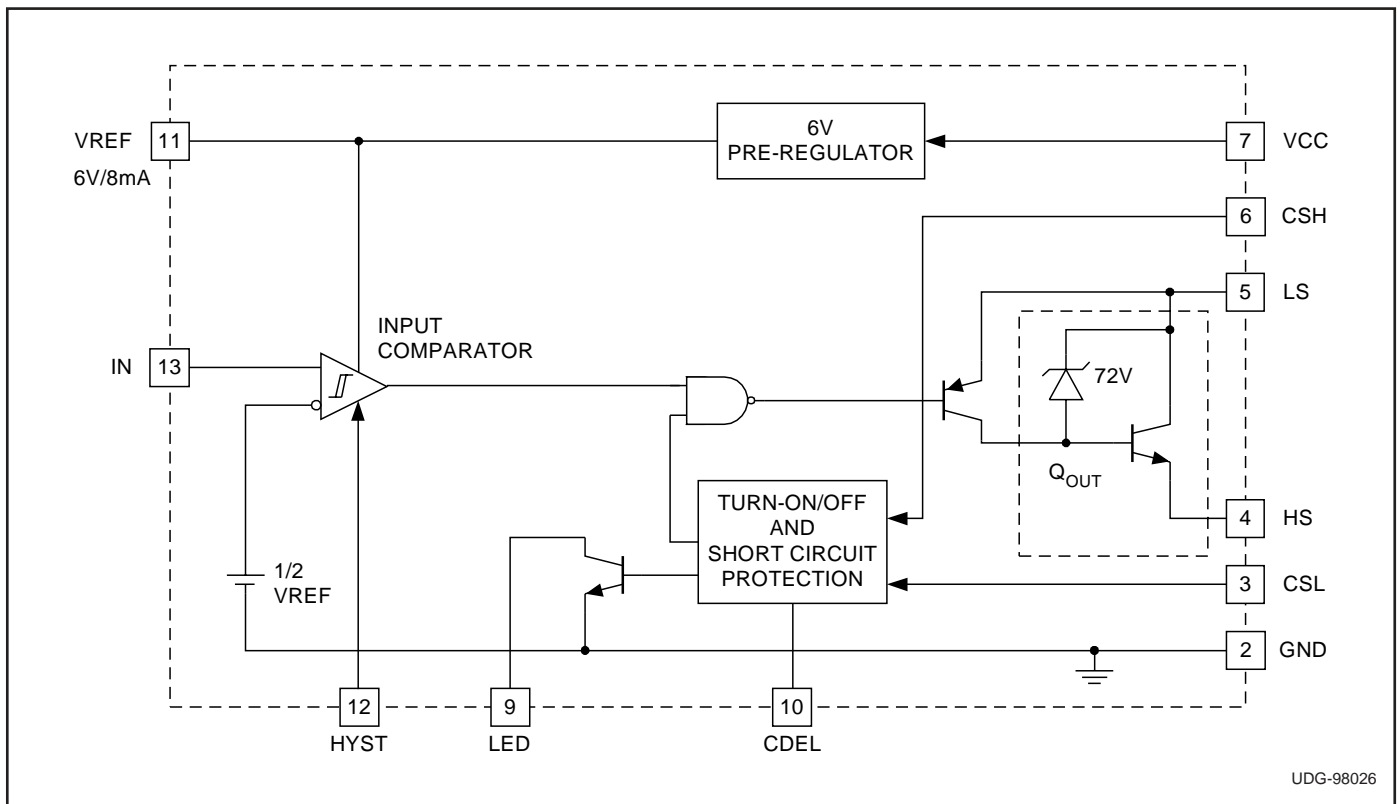 VREF
11
6V/8mA
6V
PRE-REGULATOR
7
VCC
6
CSH
5
LS
INPUT
COMPARATOR
IN
13
72V
QOUT
TURN-ON/OFF
AND
SHORT CIRCUIT
PROTECTION
4
HS
1/2
VREF
3
CSL
2
GND
12
HYST
9
LED
10
CDEL
UDG-98026